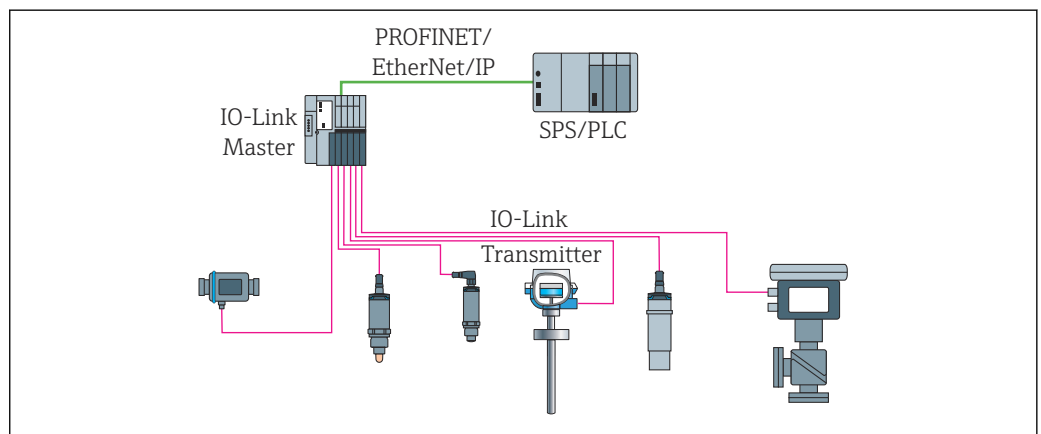 PROFINET/
EtherNet/IP
IO-Link
Master
SPS/PLC
IO-Link
Transmitter